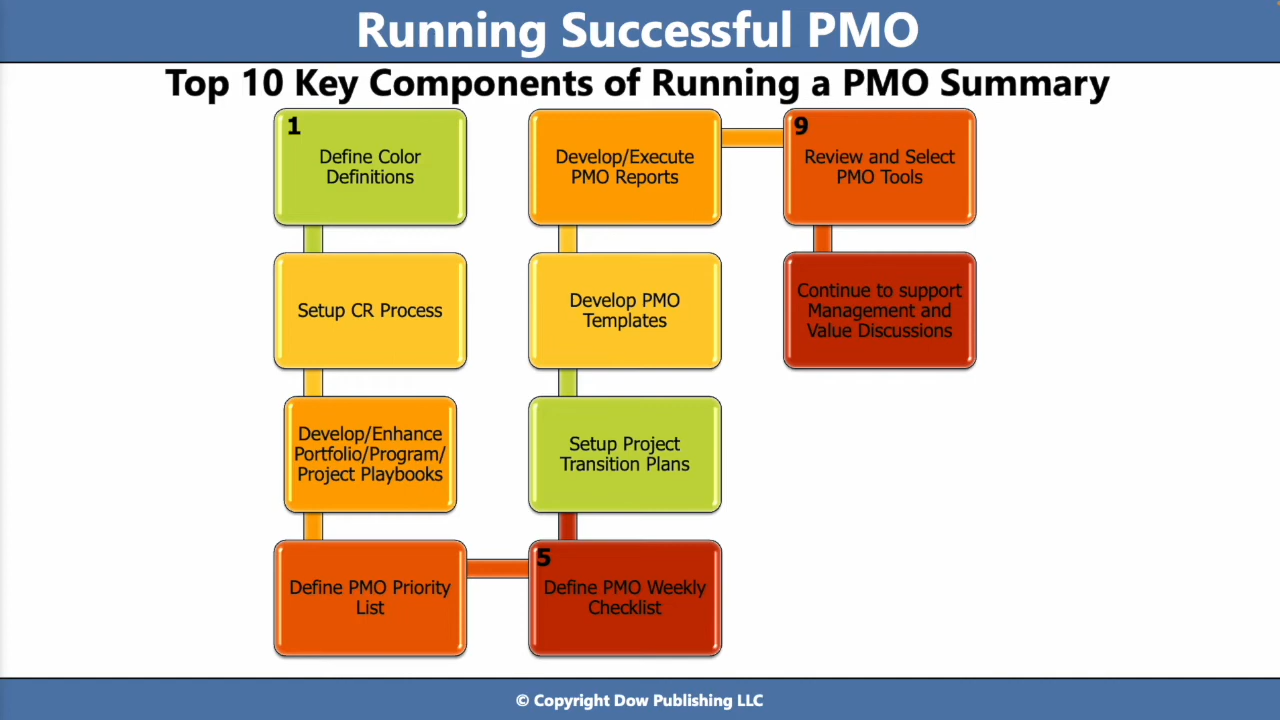 Running Successful PMO
Top 10 Key Components of Running a PMO Summary
1
Define Color
Definitions
Setup CR Process
Develop/Enhance
Portfolio/Program/
Project Playbooks
Define PMO Priority
List
5
Define PMO Weekly
Checklist
Setup Project
Transition Plans
Develop PMO
Templates
Develop/Execute
PMO Reports
9
Review and Select
PMO Tools
Continue to support
Management and
Value Discussions
© Copyright Dow Publishing LLC